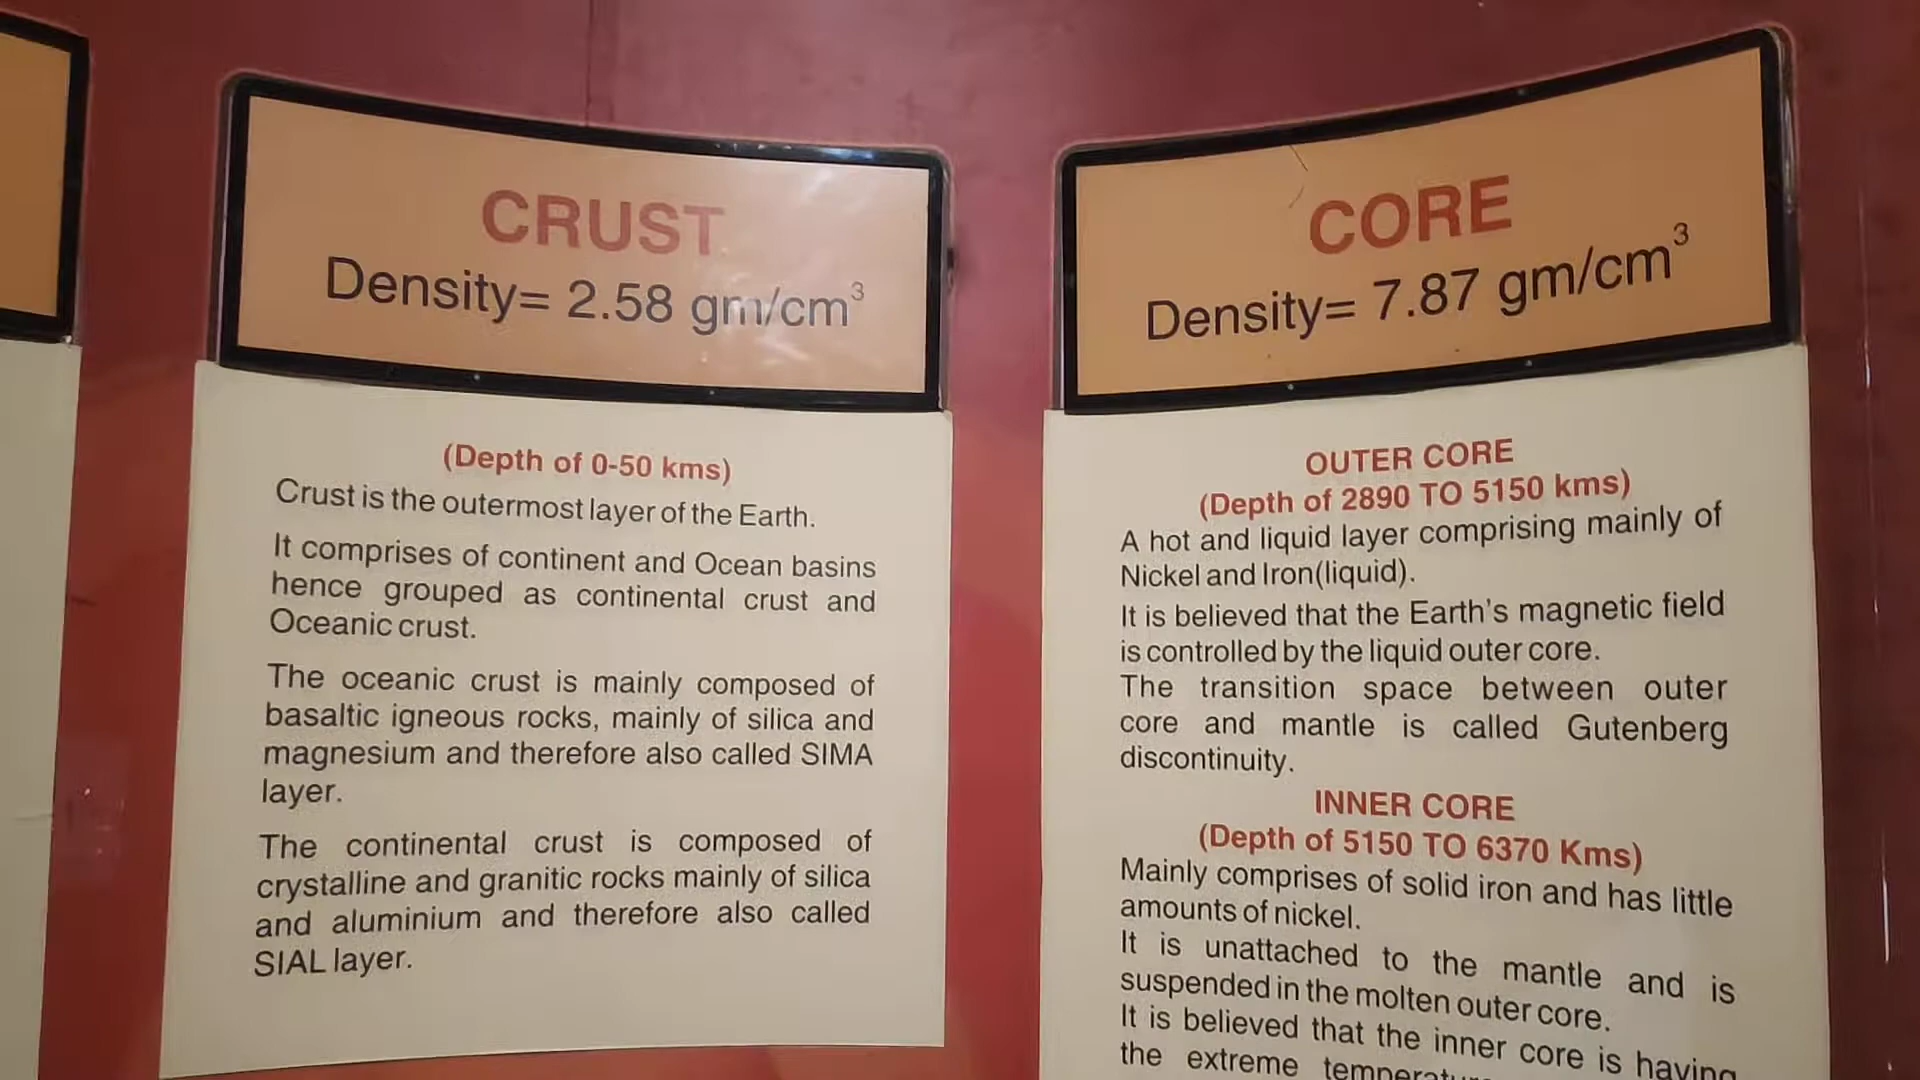 CRUST
Density= 2.58 gm/cm³
(Depth of 0-50 kms)
Crust is the outermost layer of the Earth.
It comprises of continent and Ocean basins
hence grouped as continental crust and
Oceanic crust.
The oceanic crust is mainly composed of
basaltic igneous rocks, mainly of silica and
magnesium and therefore also called SIMA
layer.
The continental crust is composed of
crystalline and granitic rocks mainly of silica
and aluminium and therefore also called
SIAL layer.
CORE
Density= 7.87 gm/cm³
OUTER CORE
(Depth of 2890 TO 5150 kms)
A hot and liquid layer comprising mainly of
Nickel and Iron(liquid).
It is believed that the Earth's magnetic field
is controlled by the liquid outer core.
The transition space between outer
core and mantle is called Gutenberg
discontinuity.
INNER CORE
(Depth of 5150 TO 6370 Kms)
Mainly comprises of solid iron and has little
amounts of nickel.
It is unattached to the mantle and is
suspended in the molten outer core.
It is believed that the inner core is having
the extreme